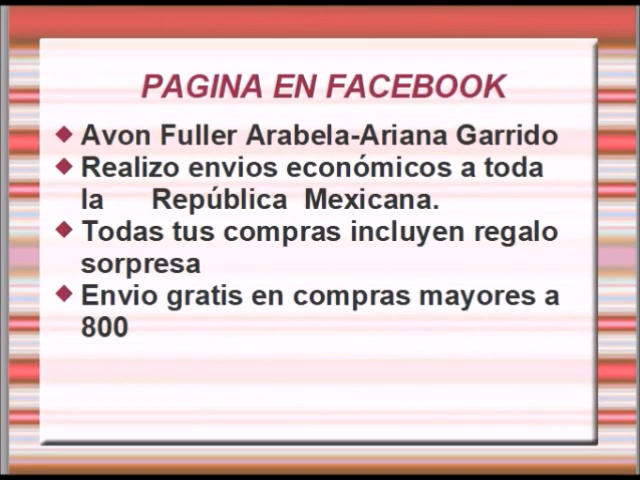 PAGINA EN FACEBOOK
Avon Fuller Arabela-Ariana Garrido
Realizo envios económicos a toda
la República Mexicana.
Todas tus compras incluyen regalo
sorpresa
Envio gratis en compras mayores a
800